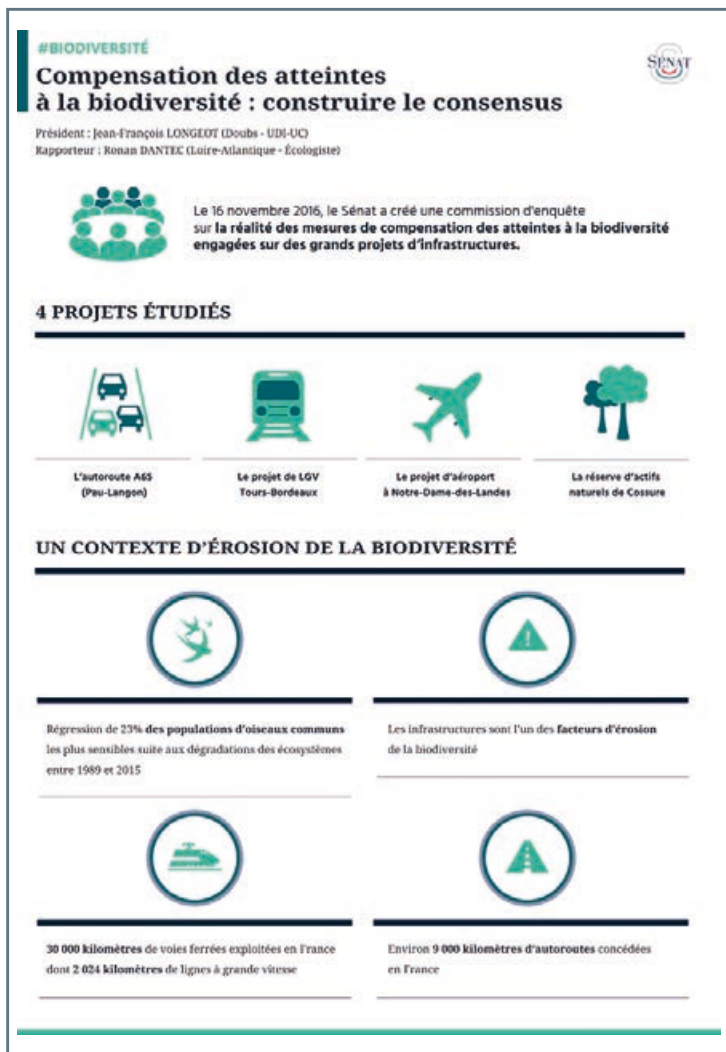 #BIODIVERSITÉ
Compensation des atteintes
à la biodiversité : construire le consensus
SÉNAT
Président : Jean-François LONGEOT (Doubs - UDI-UC)
Rapporteur : Ronan DANTEC (Loire-Atlantique - Écologiste)
Le 16 novembre 2016, le Sénat a créé une commission d'enquête
sur la réalité des mesures de compensation des atteintes à la biodiversité
engagées sur des grands projets d'infrastructures.
4 PROJETS ÉTUDIÉS
L'autoroute A65
(Pau-Langon)
Le projet de LGV
Tours-Bordeaux
Le projet d'aéroport
à Notre-Dame-des-Landes
La réserve d'actifs
naturels de Cossure
UN CONTEXTE D'ÉROSION DE LA BIODIVERSITÉ
Régression de 23% des populations d'oiseaux communs
les plus sensibles suite aux dégradations des écosystèmes
entre 1989 et 2015
Les infrastructures sont l'un des facteurs d'érosion
de la biodiversité
30 000 kilomètres de voies ferrées exploitées en France
dont 2 024 kilomètres de lignes à grande vitesse
Environ 9 000 kilomètres d'autoroutes concédées
en France